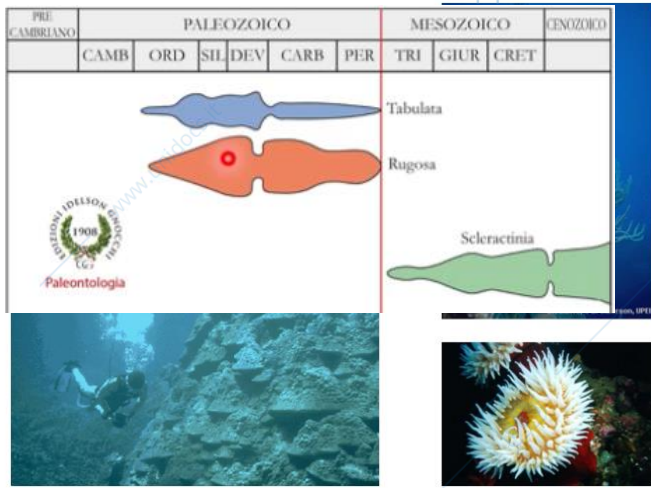 PRE CAMBRIANO
PALEOZOICO
MESOZOICO
CENOZOICO
CAMB
ORD
SIL
DEV
CARB
PER
TRI
GIUR
CRET
Tabulata
Rugosa
Scleractinia
EDIZIONI IDELSON GNOCCHI
1908
Paleontologia